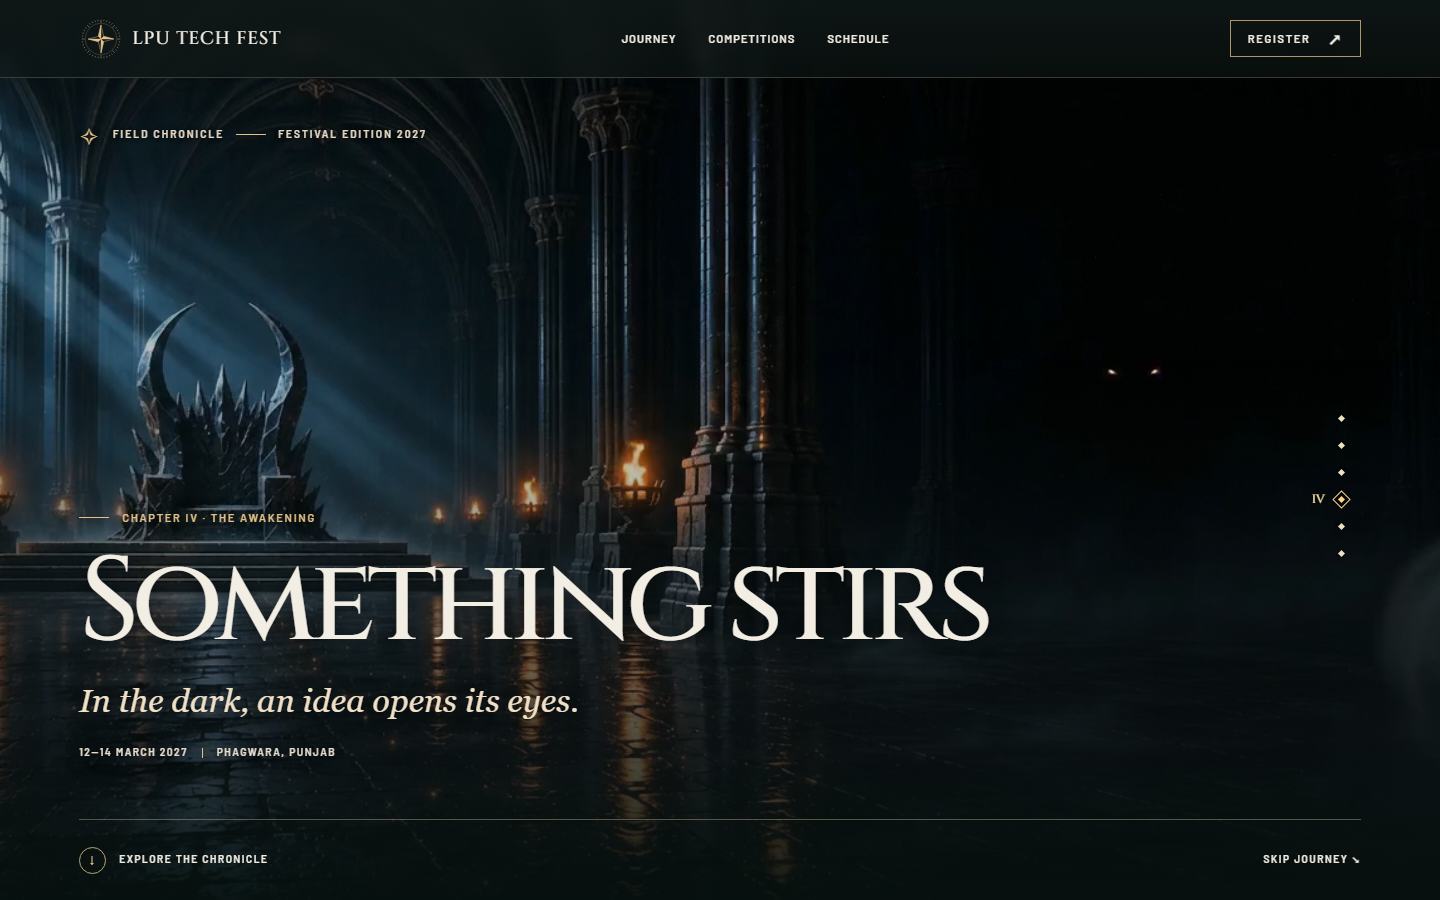 LPU TECH FEST
JOURNEY COMPETITIONS SCHEDULE
REGISTER ↗
FIELD CHRONICLE — FESTIVAL EDITION 2027
IV
CHAPTER IV · THE AWAKENING
SOMETHING STIRS
In the dark, an idea opens its eyes.
12–14 MARCH 2027 | PHAGWARA, PUNJAB
↓ EXPLORE THE CHRONICLE
SKIP JOURNEY ↘